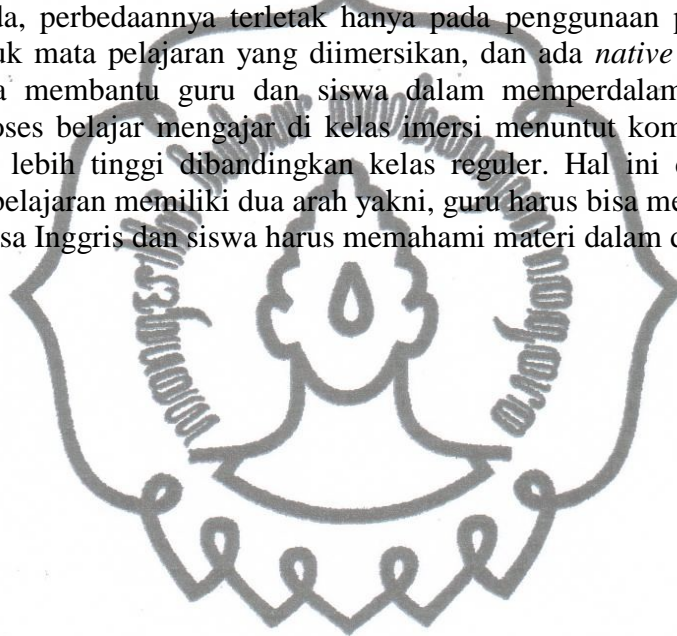 da, perbedaannya terletak hanya pada penggunaan p
uk mata pelajaran yang diimersikan, dan ada native
a membantu guru dan siswa dalam memperdalam
oses belajar mengajar di kelas imersi menuntut kom
lebih tinggi dibandingkan kelas reguler. Hal ini
belajaran memiliki dua arah yakni, guru harus bisa me
sa Inggris dan siswa harus memahami materi dalam d